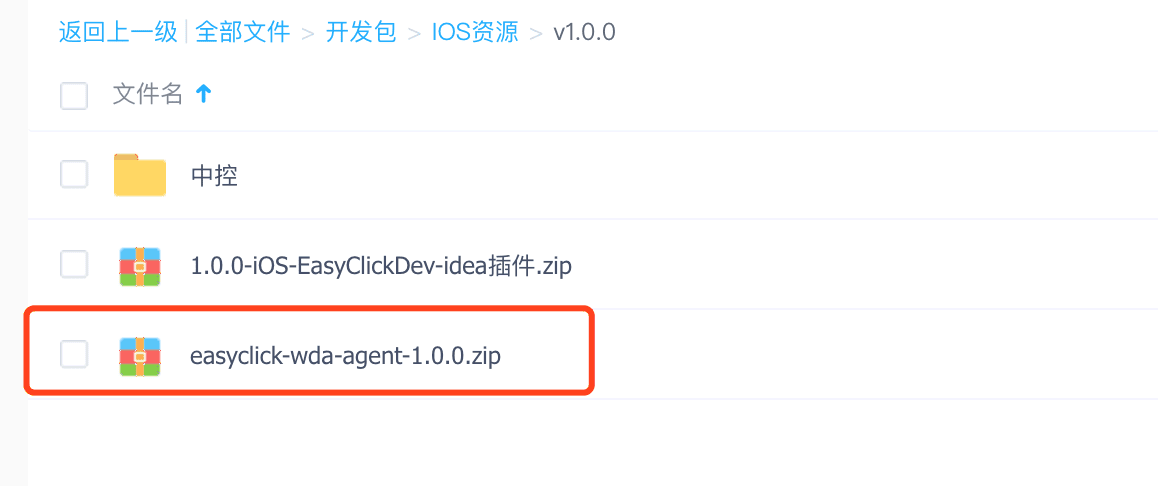 返回上一级 | 全部文件 > 开发包 > IOS资源 > v1.0.0
文件名
中控
1.0.0-iOS-EasyClickDev-idea插件.zip
easyclick-wda-agent-1.0.0.zip